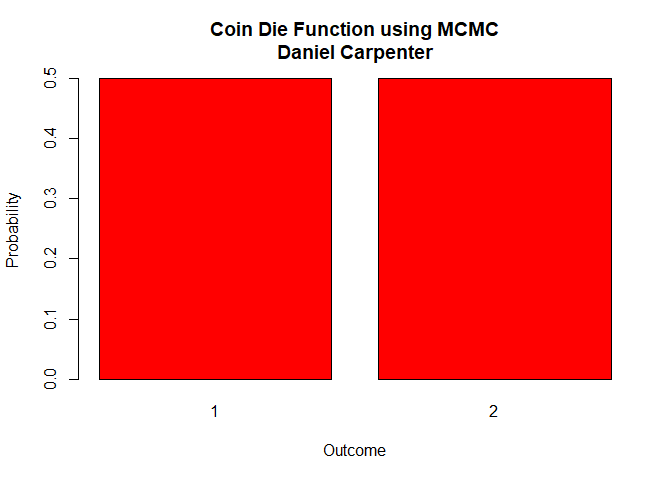 Coin Die Function using MCMC
Daniel Carpenter
Probability
0.5
0.4
0.3
0.2
0.1
0.0
1 2
Outcome